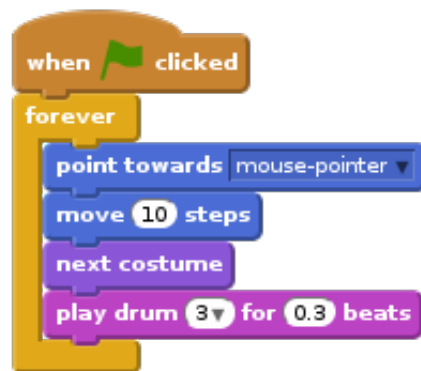 when clicked
forever
point towards mouse-pointer
move 10 steps
next costume
play drum 3 for 0.3 beats